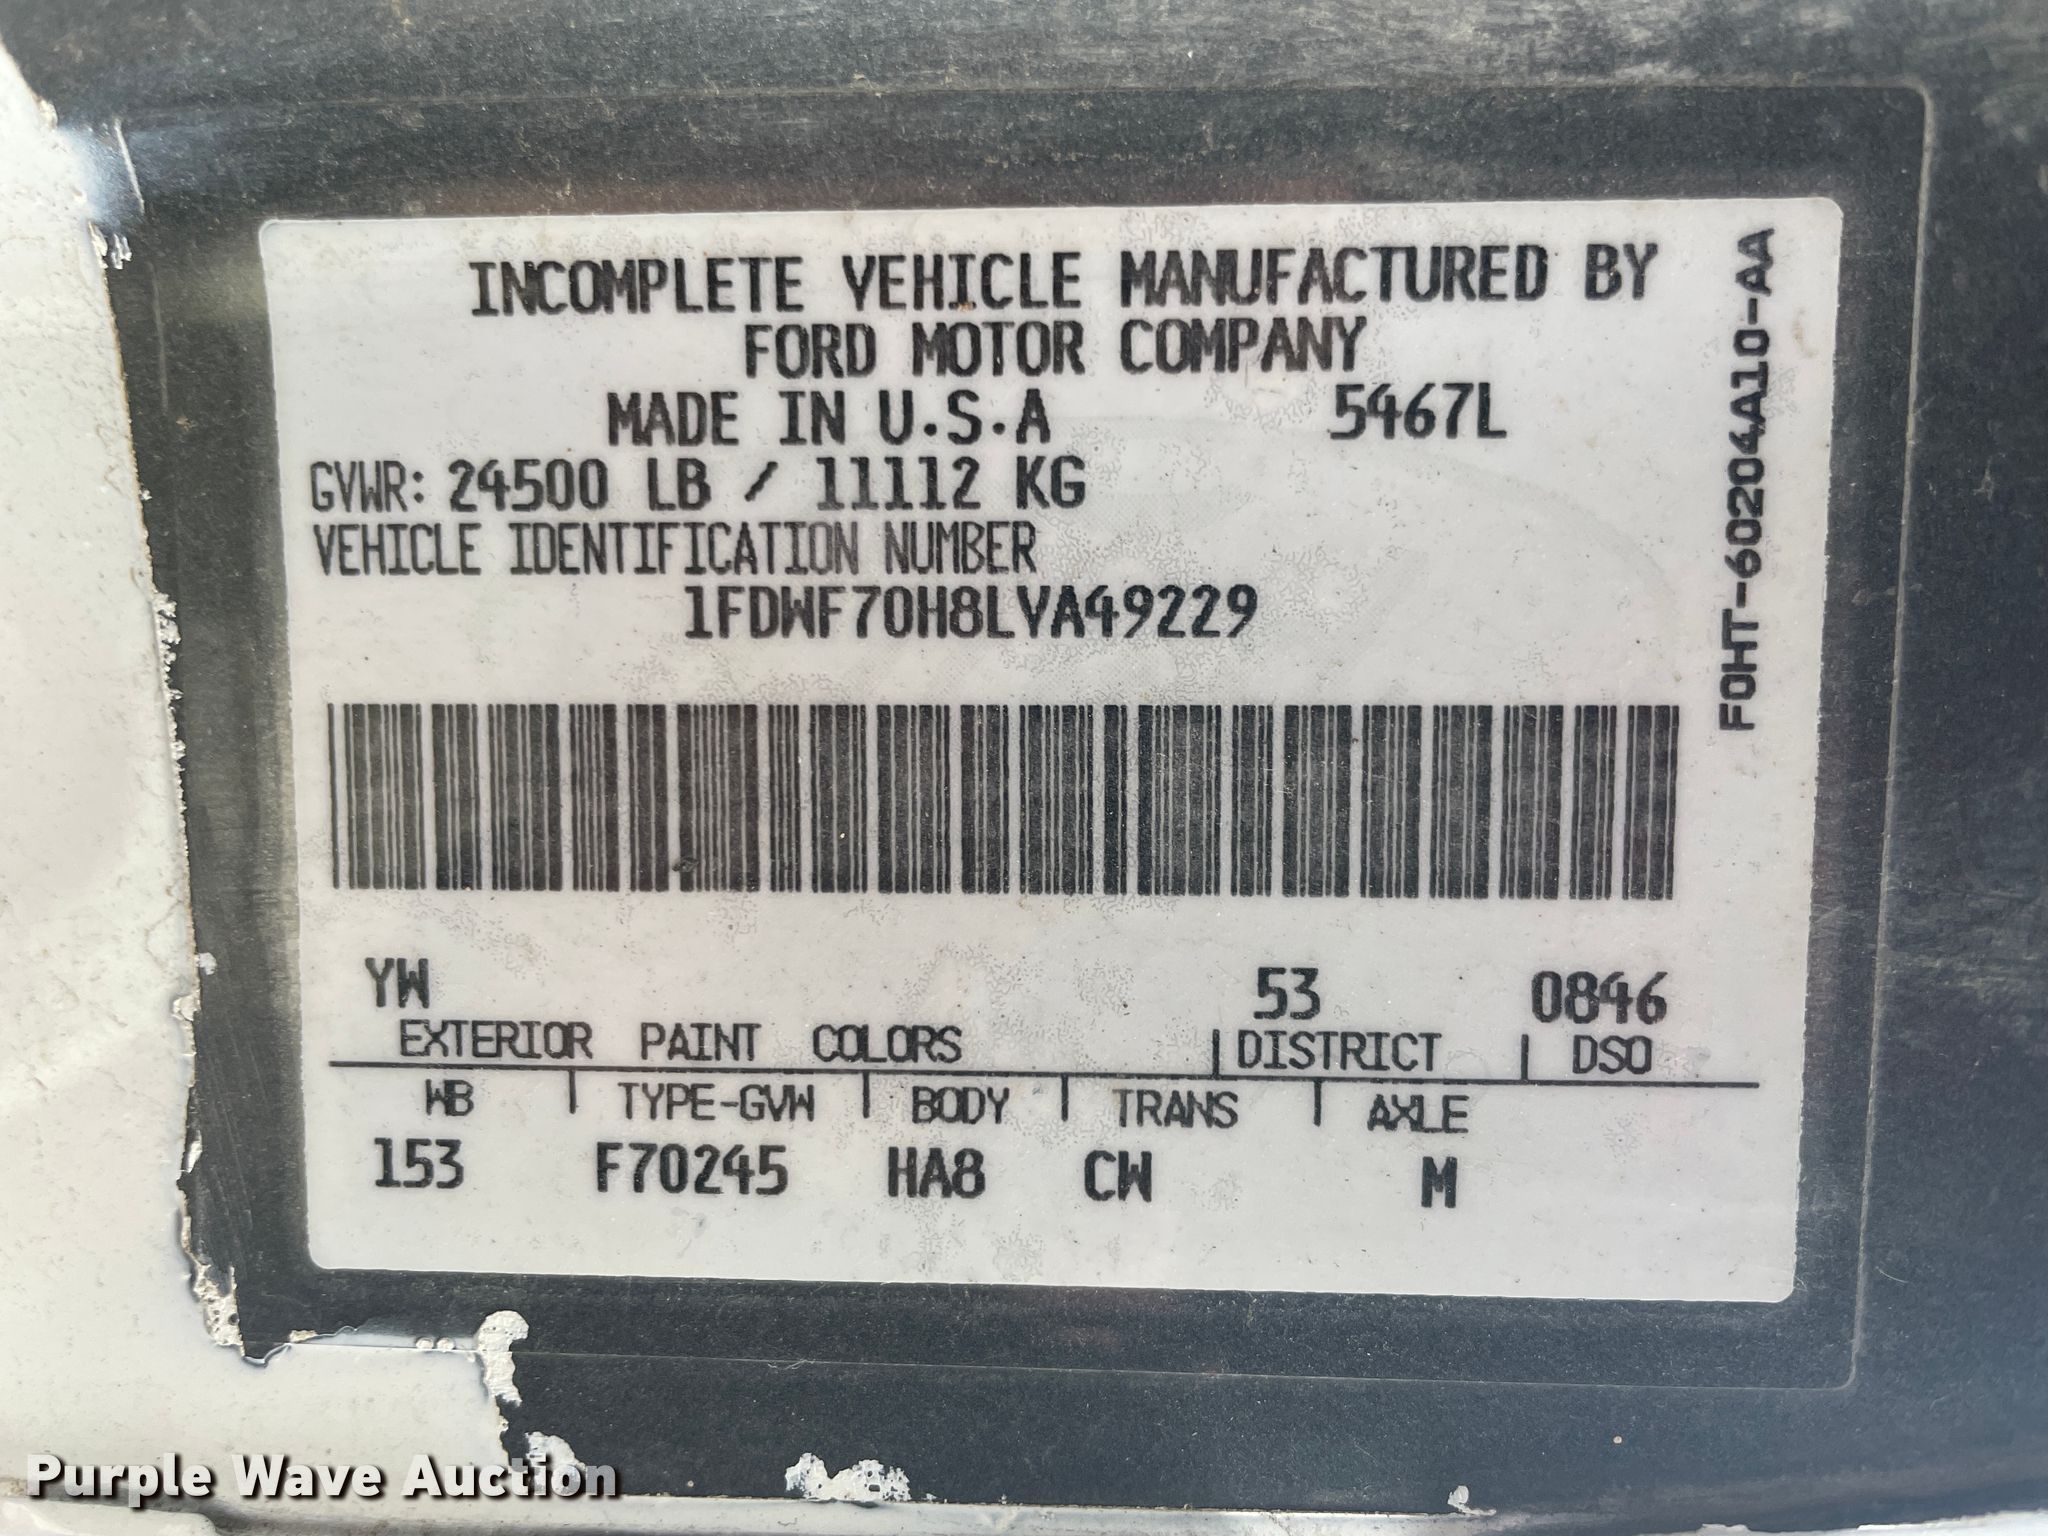 INCOMPLETE VEHICLE MANUFACTURED BY
FORD MOTOR COMPANY
MADE IN U.S.A 5467L
GVWR: 24500 LB / 11112 KG
VEHICLE IDENTIFICATION NUMBER
1FDWF70H8LVA49229
F0HT-60204A10-AA
YW 53 0846
EXTERIOR PAINT COLORS | DISTRICT | DSO
WB | TYPE-GVW | BODY | TRANS | AXLE
153 F70245 HA8 CW M
Purple Wave Auction